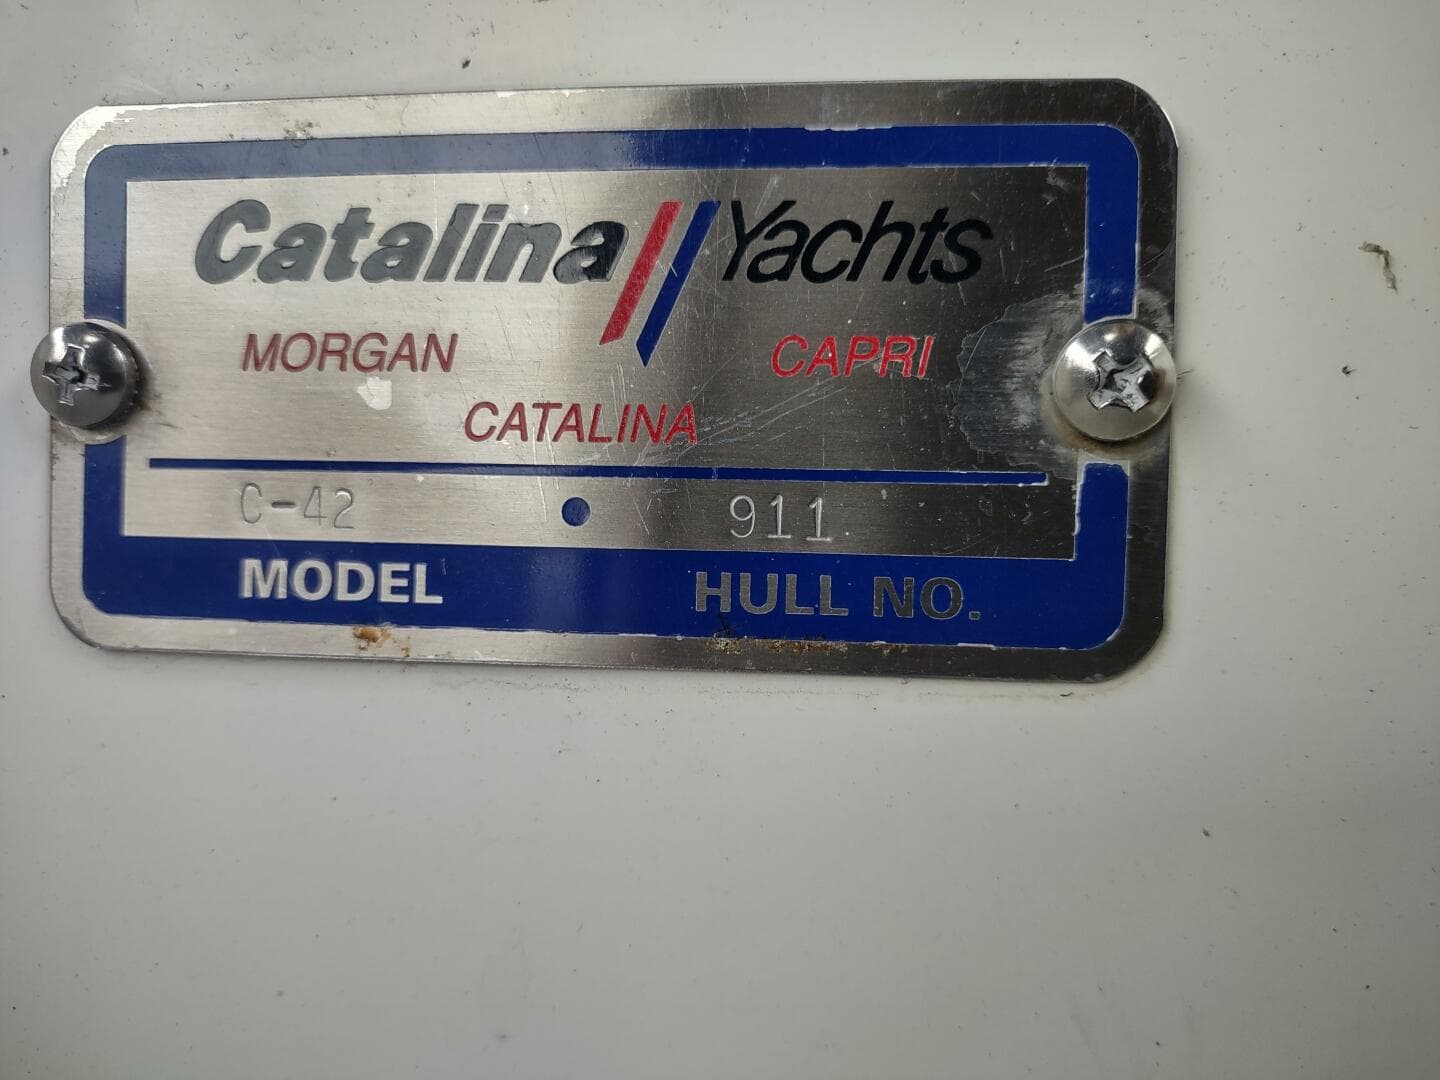 Catalina Yachts
MORGAN CAPRI
CATALINA
C-42 • 911
MODEL HULL NO.